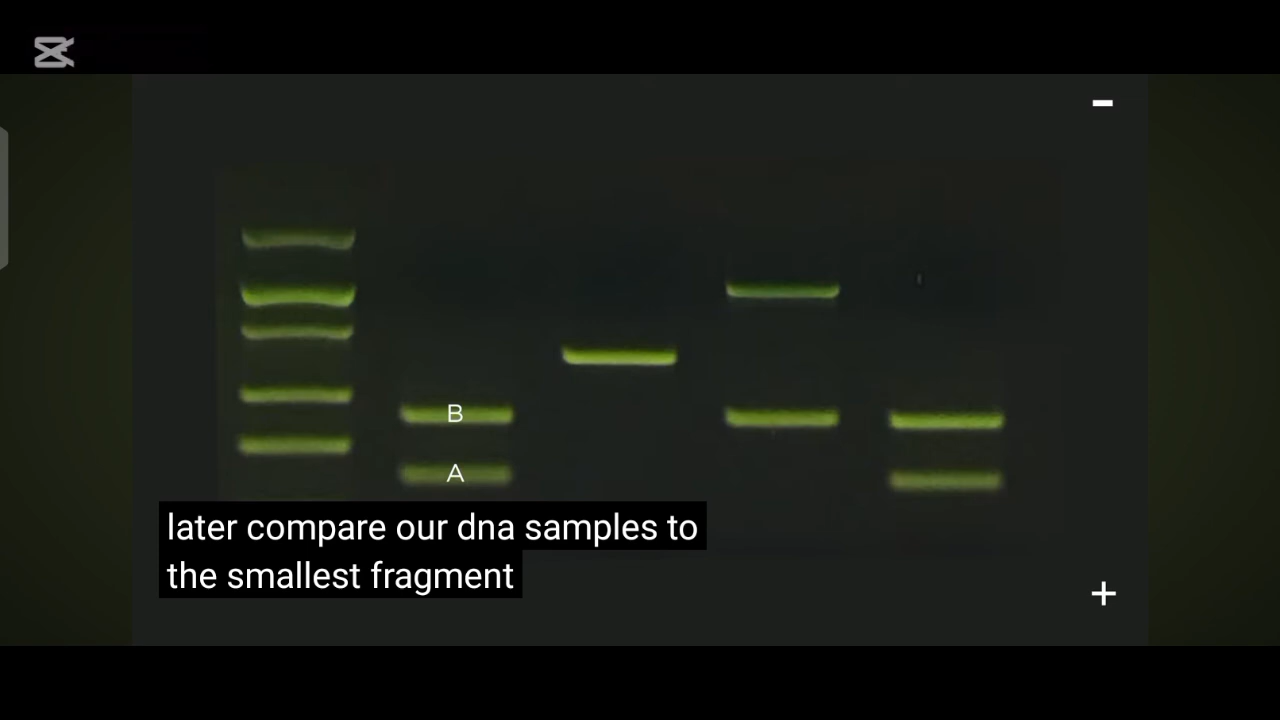 -
B
A
later compare our dna samples to
the smallest fragment
+